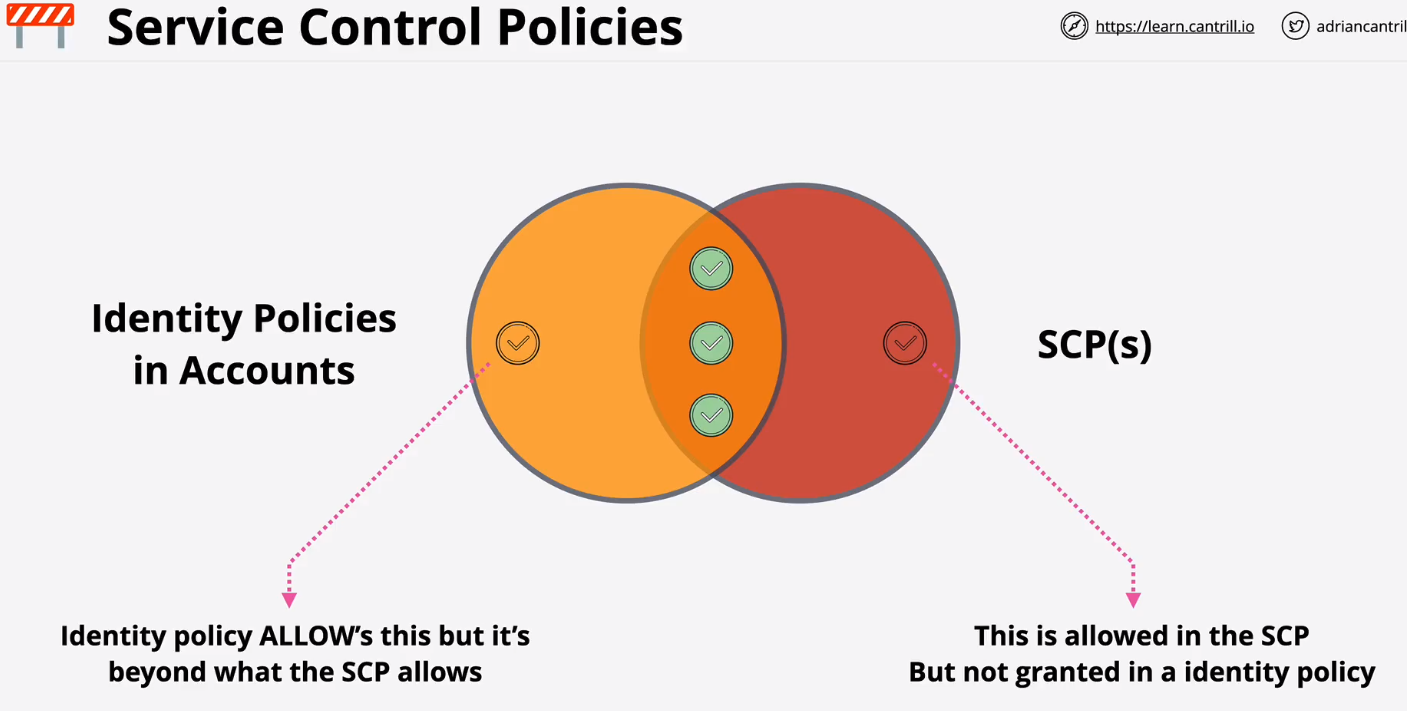 Service Control Policies
https://learn.cantrill.io
adriancantril
Identity Policies
in Accounts
SCP(s)
Identity policy ALLOW's this but it's
beyond what the SCP allows
This is allowed in the SCP
But not granted in a identity policy